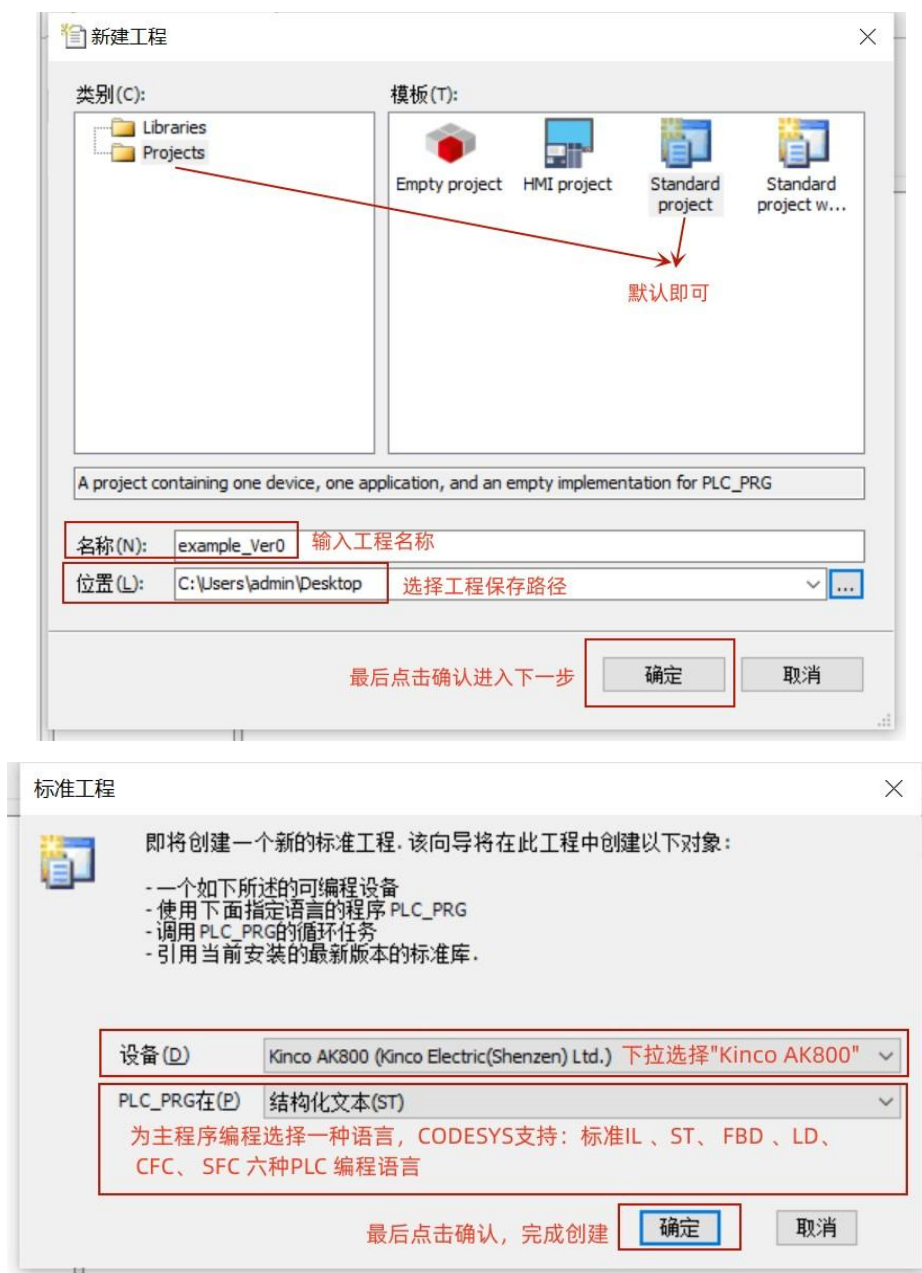 新建工程
类别(C):
模板(T):
Libraries
Projects
Empty project
HMI project
Standard
project
Standard
project w...
默认即可
A project containing one device, one application, and an empty implementation for PLC_PRG
名称(N): example_Ver0 输入工程名称
位置(L): C:\Users\admin\Desktop 选择工程保存路径 ...
最后点击确认进入下一步 确定 取消
标准工程
即将创建一个新的标准工程.该向导将在此工程中创建以下对象:
-一个如下所述的可编程设备
-使用下面指定语言的程序 PLC_PRG
-调用PLC_PRG的循环任务
-引用当前安装的最新版本的标准库.
设备(D) Kinco AK800 (Kinco Electric(Shenzen) Ltd.) 下拉选择"Kinco AK800"
PLC_PRG在(P) 结构化文本(ST)
为主程序编程选择一种语言，CODESYS支持：标准IL 、ST、 FBD 、LD、
CFC、 SFC 六种PLC 编程语言
最后点击确认，完成创建 确定 取消